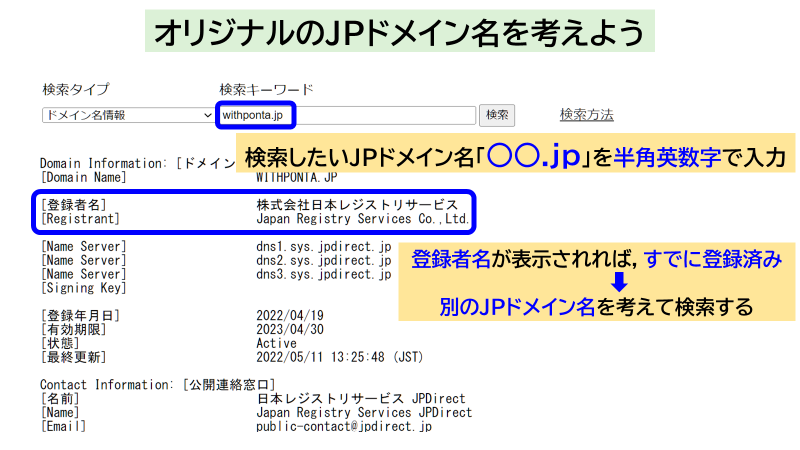 オリジナルのJPドメイン名を考えよう
検索タイプ 検索キーワード
ドメイン名情報 withponta.jp 検索 検索方法
検索したいJPドメイン名「〇〇.jp」を半角英数字で入力
Domain Information: [ドメイン
[Domain Name] WITHPONTA.JP
[登録者名] 株式会社日本レジストリサービス
[Registrant] Japan Registry Services Co.,Ltd.
[Name Server] dns1.sys.jpdirect.jp
[Name Server] dns2.sys.jpdirect.jp
[Name Server] dns3.sys.jpdirect.jp
[Signing Key]
登録者名が表示されれば,すでに登録済み
別のJPドメイン名を考えて検索する
[登録年月日] 2022/04/19
[有効期限] 2023/04/30
[状態] Active
[最終更新] 2022/05/11 13:25:48 (JST)
Contact Information: [公開連絡窓口]
[名前] 日本レジストリサービス JPDirect
[Name] Japan Registry Services JPDirect
[Email] public-contact@jpdirect.jp